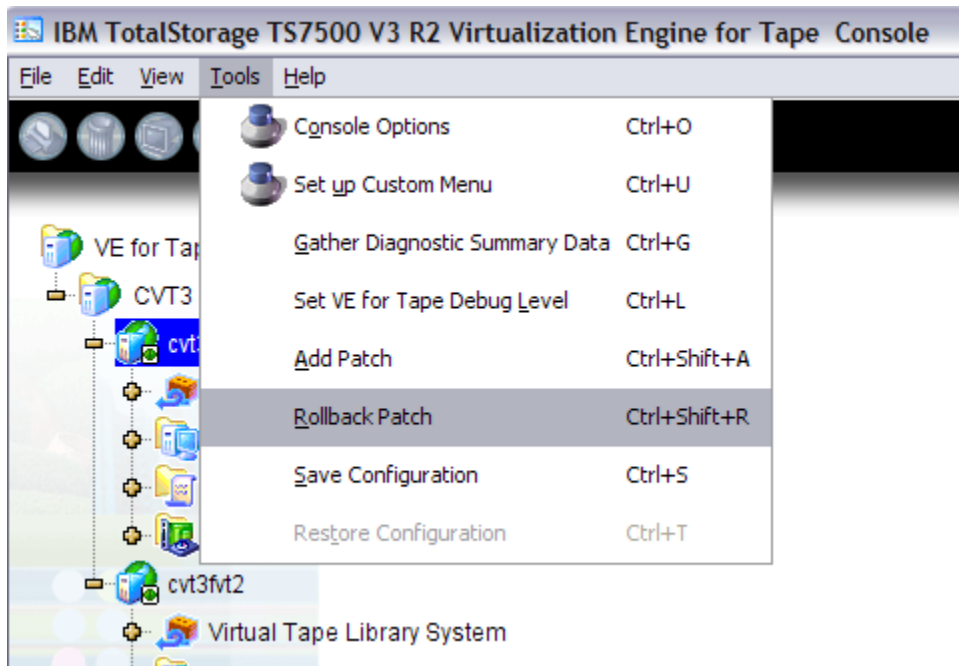 IBM TotalStorage TS7500 V3 R2 Virtualization Engine for Tape Console
File Edit View Tools Help
Console Options Ctrl+O
Set up Custom Menu Ctrl+U
Gather Diagnostic Summary Data Ctrl+G
VE for
Set VE for Tape Debug Level Ctrl+L
CVT3
Add Patch Ctrl+Shift+A
Rollback Patch Ctrl+Shift+R
Save Configuration Ctrl+S
Restore Configuration Ctrl+T
cvt3fvt2
Virtual Tape Library System